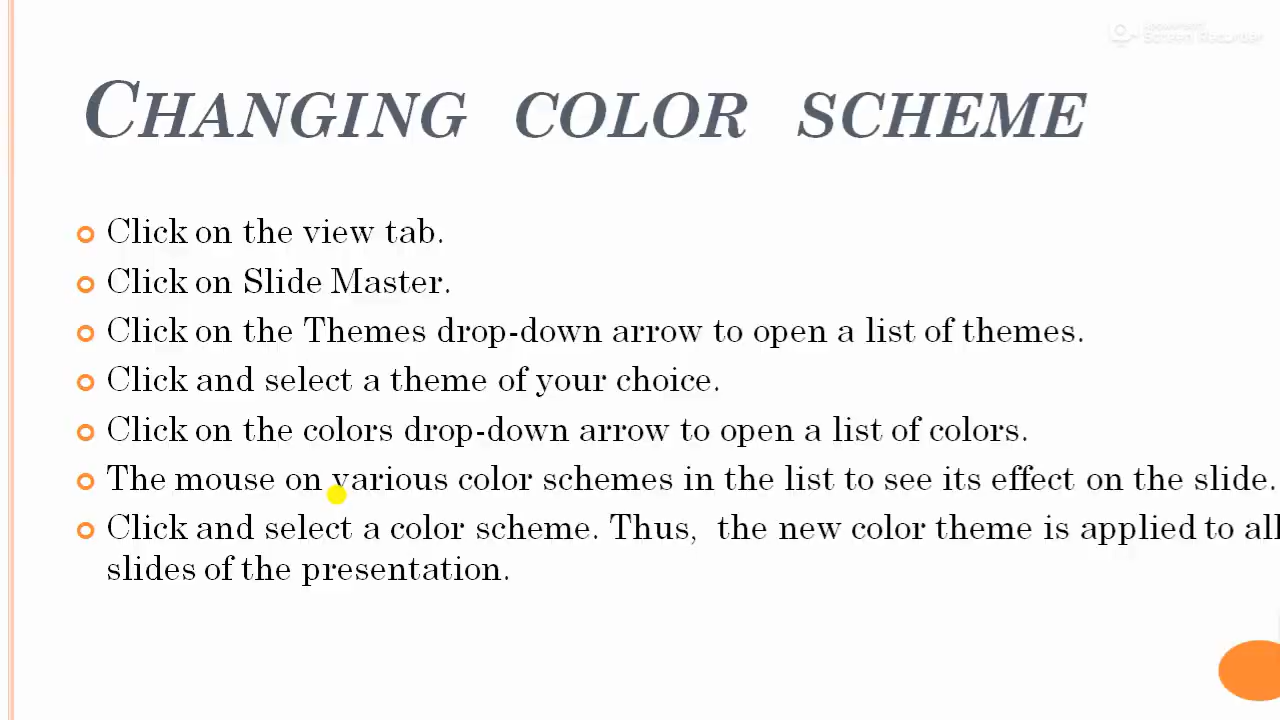 Screen Recorder
CHANGING COLOR SCHEME
Click on the view tab.
Click on Slide Master.
Click on the Themes drop-down arrow to open a list of themes.
Click and select a theme of your choice.
Click on the colors drop-down arrow to open a list of colors.
The mouse on various color schemes in the list to see its effect on the slide.
Click and select a color scheme. Thus, the new color theme is applied to all
slides of the presentation.